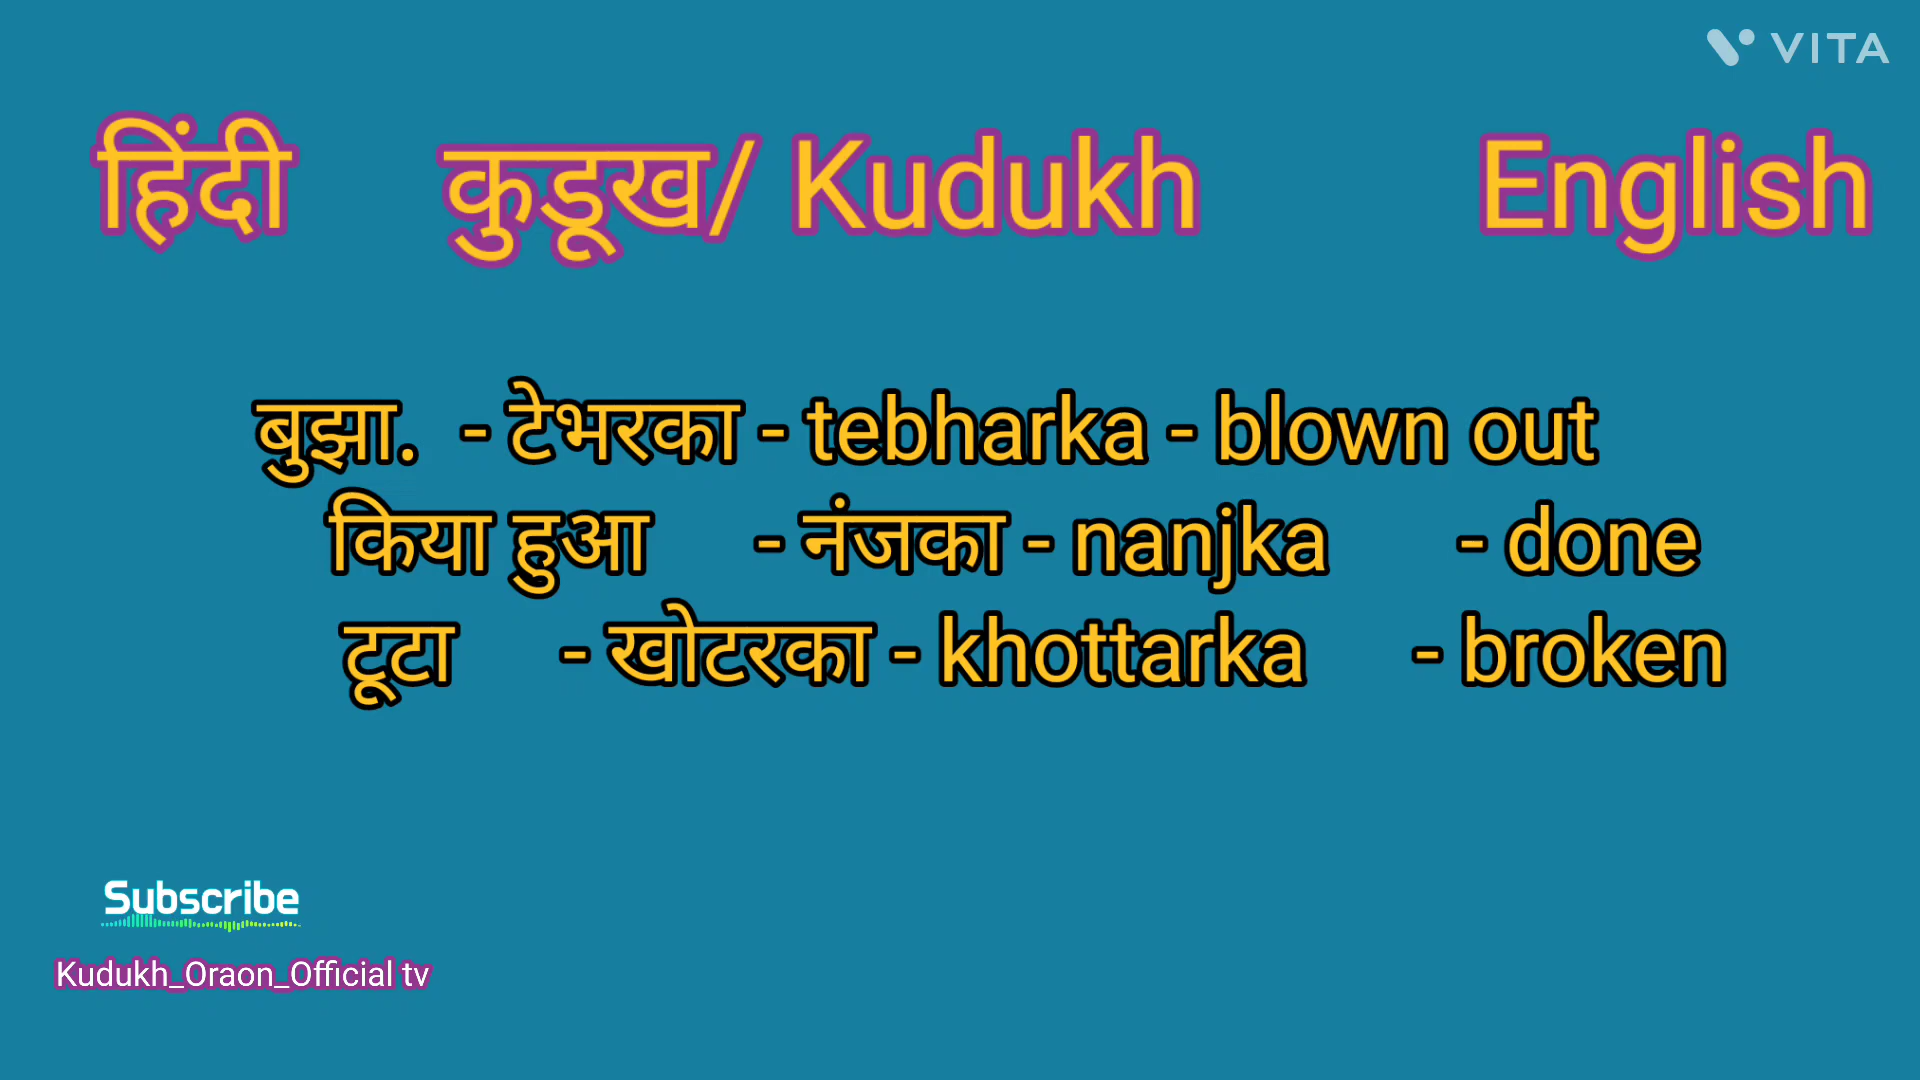 VITA
हिंदी कुडूख/ Kudukh English
बुझा. - टेभरका - tebharka - blown out
किया हुआ - नंजका - nanjka - done
टूटा - खोटरका - khottarka - broken
Subscribe
Kudukh_Oraon_Official tv